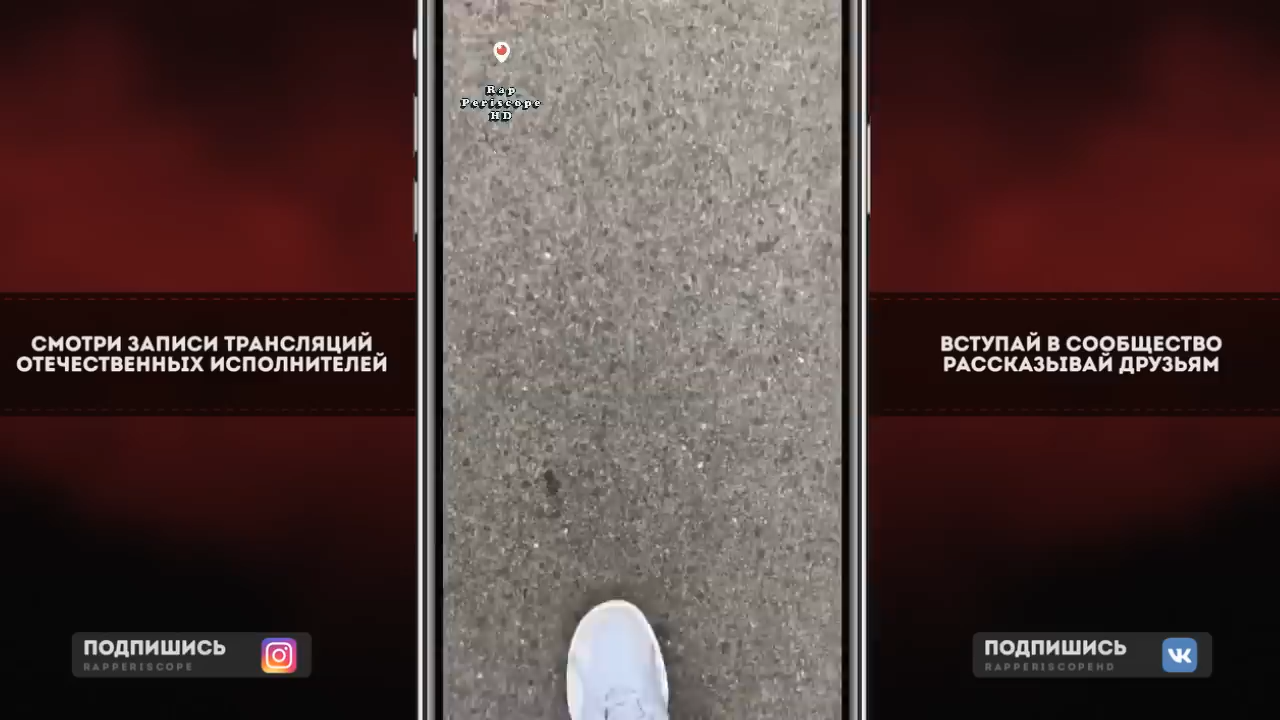 Rap
Periscope
HD
СМОТРИ ЗАПИСИ ТРАНСЛЯЦИЙ
ОТЕЧЕСТВЕННЫХ ИСПОЛНИТЕЛЕЙ
ВСТУПАЙ В СООБЩЕСТВО
РАССКАЗЫВАЙ ДРУЗЬЯМ
ПОДПИШИСЬ
RAPPERISCOPE
ПОДПИШИСЬ
RAPPERISCOPEHD